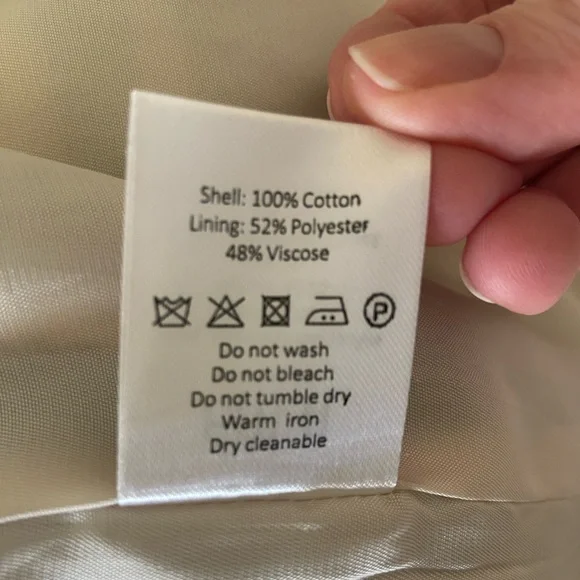 Shell: 100% Cotton
Lining: 52% Polyester
48% Viscose
P
Do not wash
Do not bleach
Do not tumble dry
Warm iron
Dry cleanable